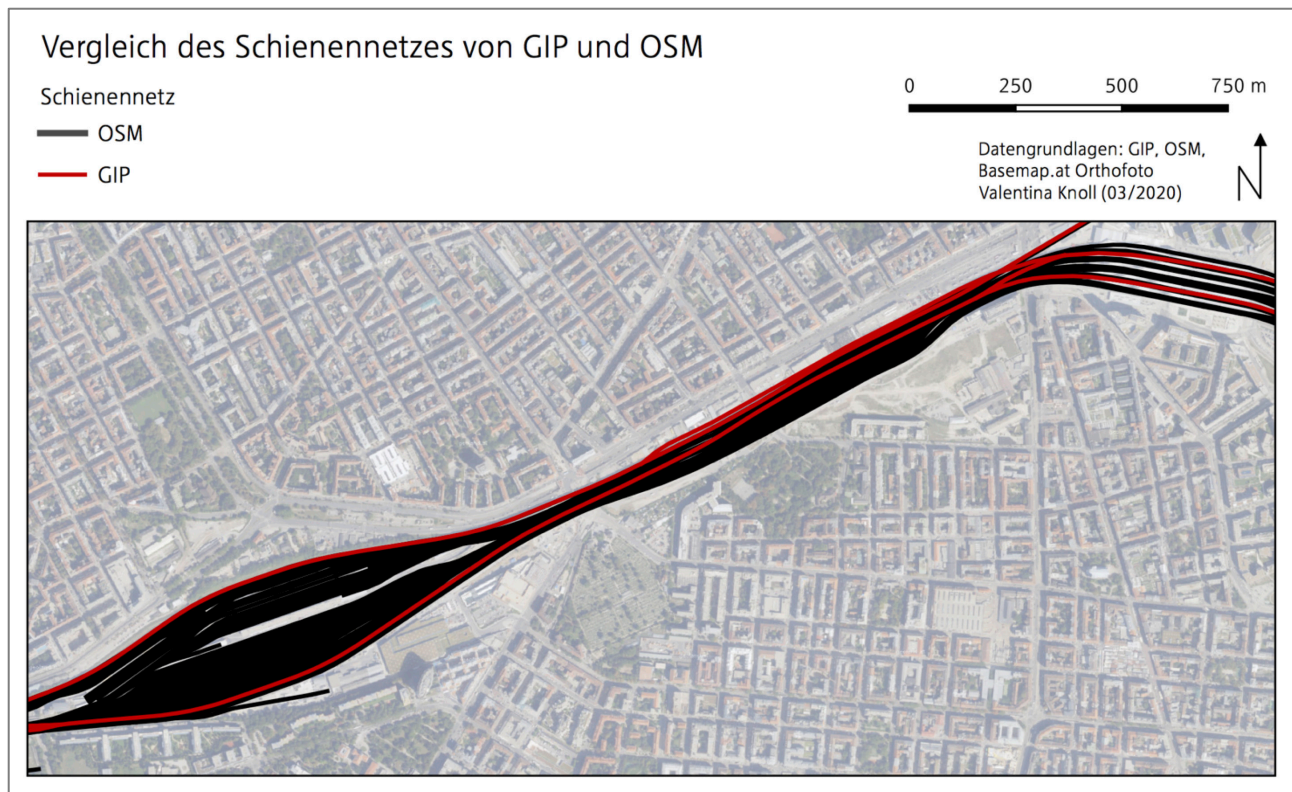 Vergleich des Schienennetzes von GIP und OSM
Schienennetz
OSM
GIP
0 250 500 750 m
Datengrundlagen: GIP, OSM,
Basemap.at Orthofoto
Valentina Knoll (03/2020)
N